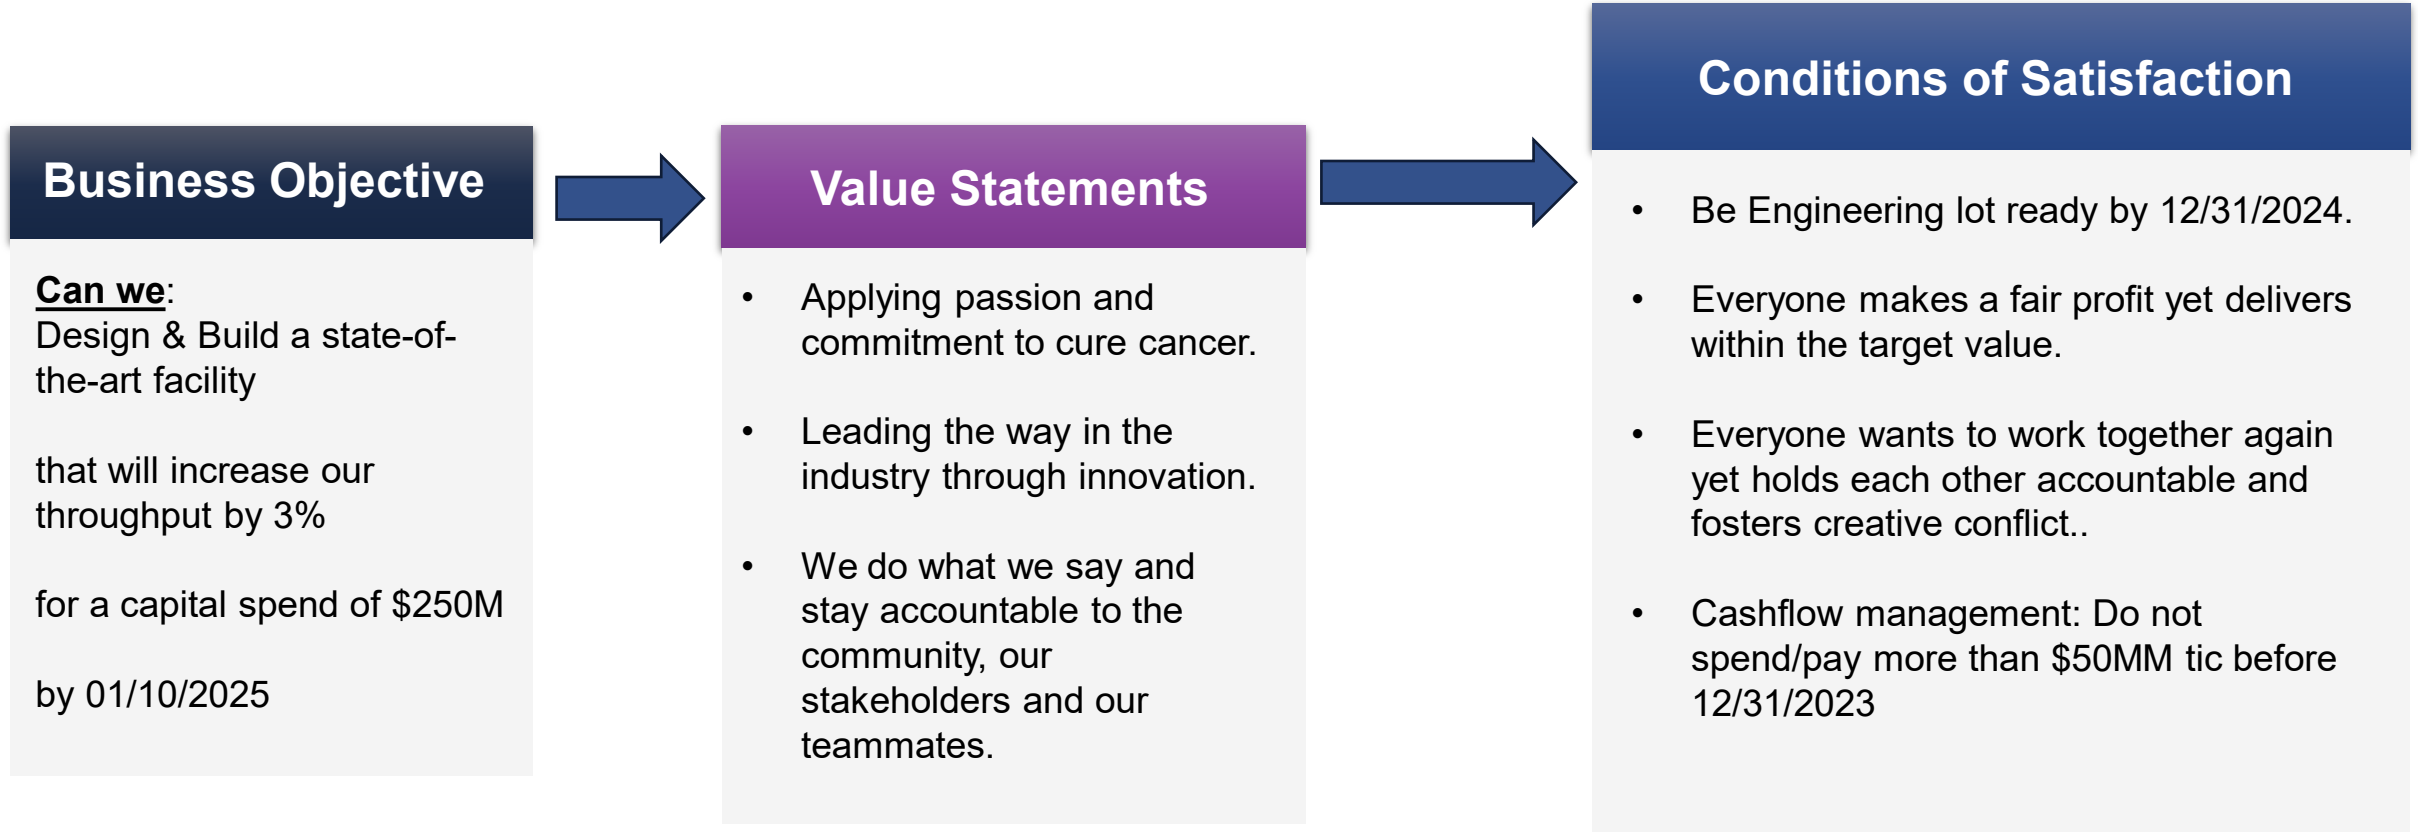 Business Objective
Can we:
Design & Build a state-of-
the-art facility
that will increase our
throughput by 3%
for a capital spend of $250M
by 01/10/2025
Value Statements
• Applying passion and
commitment to cure cancer.
• Leading the way in the
industry through innovation.
• We do what we say and
stay accountable to the
community, our
stakeholders and our
teammates.
Conditions of Satisfaction
• Be Engineering lot ready by 12/31/2024.
• Everyone makes a fair profit yet delivers
within the target value.
• Everyone wants to work together again
yet holds each other accountable and
fosters creative conflict..
• Cashflow management: Do not
spend/pay more than $50MM tic before
12/31/2023